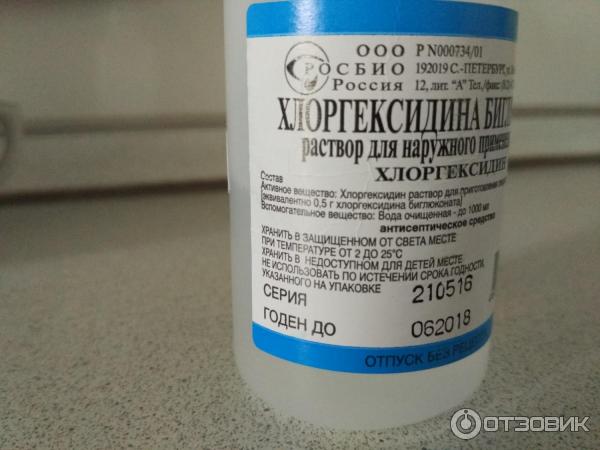 ООО Р N000734/01
РОСБИО 192019 С.-ПЕТЕРБУРГ,
Россия 12, лит. "А" Тел./факс:
ХЛОРГЕКСИДИНА
раствор для наружного
ХЛОРГЕКСИДИН
Состав
Активное вещество: Хлоргексидин раствор для приготовления
(эквивалентно 0,5 г хлоргексидина биглюконата)
Вспомогательное вещество: Вода очищенная - до 1000 мл
антисептическое средство
ХРАНИТЬ В ЗАЩИЩЕННОМ ОТ СВЕТА МЕСТЕ
ПРИ ТЕМПЕРАТУРЕ ОТ 2 ДО 25°С
ХРАНИТЬ В НЕДОСТУПНОМ ДЛЯ ДЕТЕЙ МЕСТЕ
НЕ ИСПОЛЬЗОВАТЬ ПО ИСТЕЧЕНИИ СРОКА ГОДНОСТИ,
УКАЗАННОГО НА УПАКОВКЕ
СЕРИЯ 210516
ГОДЕН ДО 062018
ОТПУСК БЕЗ
ОТЗОВИК